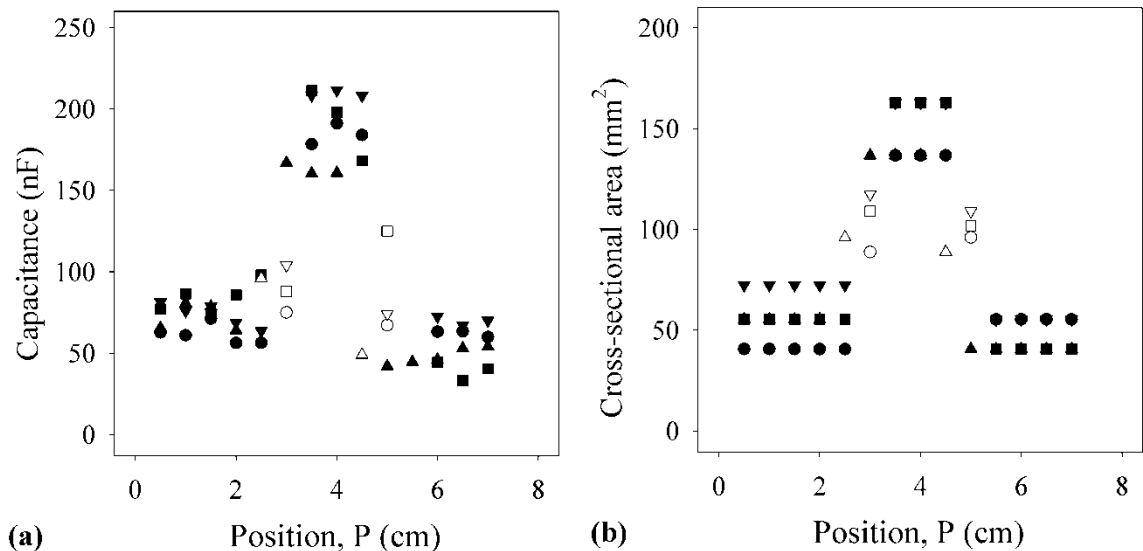 250
200
150
100
50
0
Capacitance (nF)
0 2 4 6 8
(a) Position, P (cm)
200
150
100
50
0
Cross-sectional area (mm²)
0 2 4 6 8
(b) Position, P (cm)